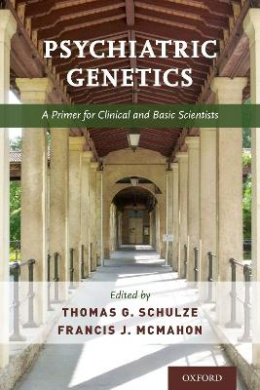 PSYCHIATRIC
GENETICS
A Primer for Clinical and Basic Scientists
Edited by
THOMAS G. SCHULZE
FRANCIS J. MCMAHON
OXFORD